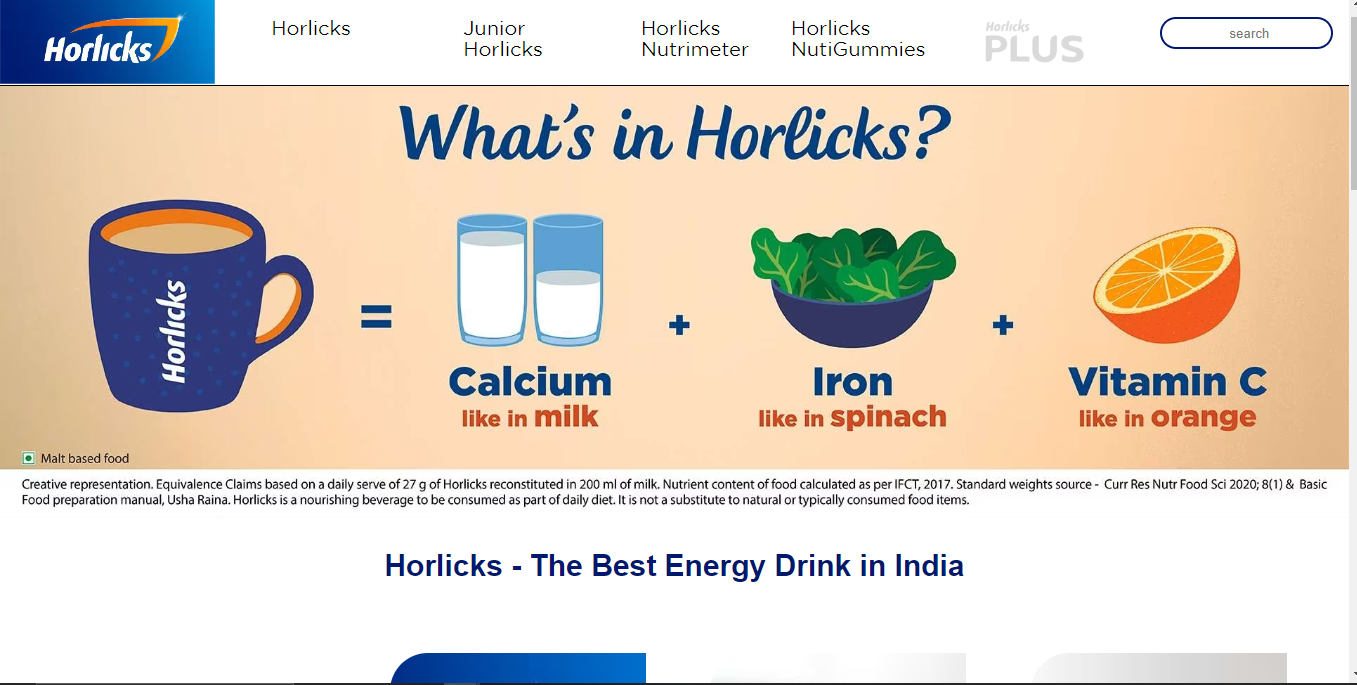 Horlicks
Horlicks
Junior
Horlicks
Horlicks
Nutrimeter
Horlicks
NutiGummies
Horlicks
PLUS
search
What's in Horlicks?
Horlicks
=
+
+
Calcium
like in milk
Iron
like in spinach
Vitamin C
like in orange
Malt based food
Creative representation. Equivalence Claims based on a daily serve of 27 g of Horlicks reconstituted in 200 ml of milk. Nutrient content of food calculated as per IFCT, 2017. Standard weights source - Curr Res Nutr Food Sci 2020; 8(1) & Basic
Food preparation manual, Usha Raina. Horlicks is a nourishing beverage to be consumed as part of daily diet. It is not a substitute to natural or typically consumed food items.
Horlicks - The Best Energy Drink in India